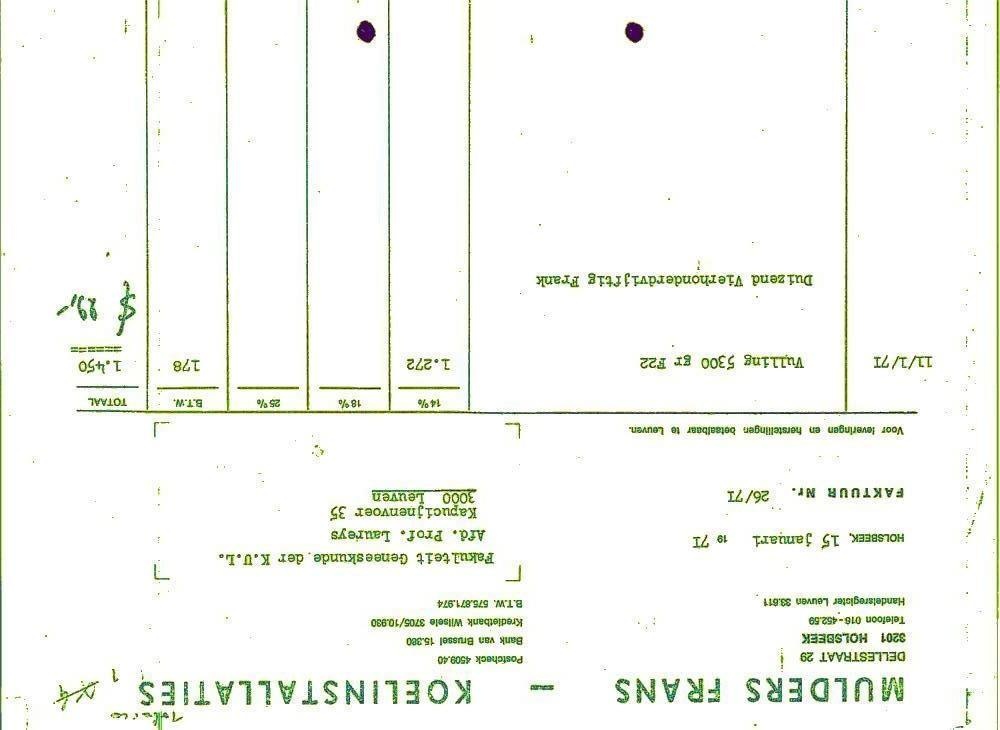 MULDERS FRANS — KOELINSTALLATIES
DELLESTRAAT 29
3201 HOLSBEEK
Telefoon 016-452.59
Handelsregister Leuven 33.611
Postcheck 4509.40
Bank van Brussel 15.380
Kredietbank Wilsele 3705/10.930
B.T.W. 575.871.974
HOLSBEEK, 15 januari 19 71
FAKTUUR Nr. 26/71
Fakulteit Geneeskunde der K.U.L.
Afd. Prof. Laureys
Kapucijnenvoer 35
3000 Leuven
Voor leveringen en herstellingen betaalbaar te Leuven.
14% 18% 25% B.T.W. TOTAAL
11/1/71 Vulling 5300 gr F22 1.272 178 1.450
======
Duizend Vierhonderdvijftig Frank
$ 29,-